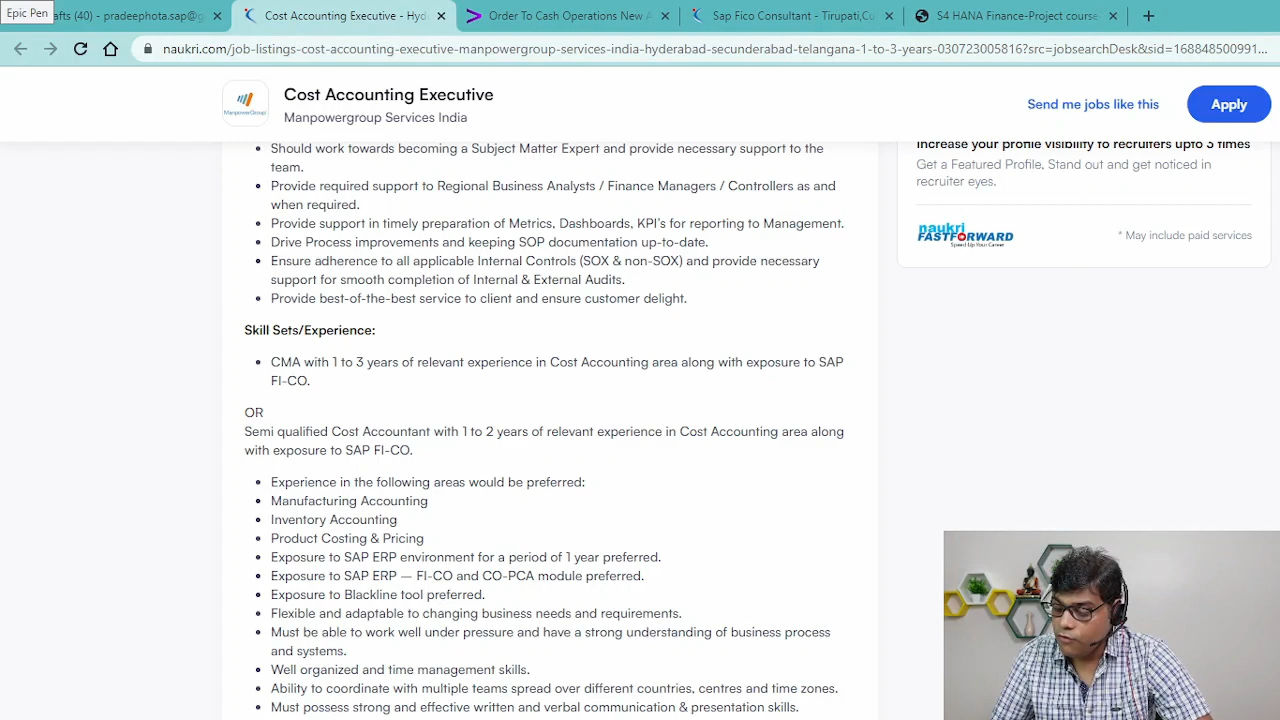 Epic Pen
fs (40) - pradeephota.sap@g
Cost Accounting Executive - Hyd
Order To Cash Operations New A
Sap Fico Consultant - Tirupati,Cu
S4 HANA Finance-Project course
naukri.com/job-listings-cost-accounting-executive-manpowergroup-services-india-hyderabad-secunderabad-telangana-1-to-3-years-030723005816?src=jobsearchDesk&sid=168848500991...
ManpowerGroup
Cost Accounting Executive
Manpowergroup Services India
Send me jobs like this
Apply
• Should work towards becoming a Subject Matter Expert and provide necessary support to the
team.
• Provide required support to Regional Business Analysts / Finance Managers / Controllers as and
when required.
• Provide support in timely preparation of Metrics, Dashboards, KPI's for reporting to Management.
• Drive Process improvements and keeping SOP documentation up-to-date.
• Ensure adherence to all applicable Internal Controls (SOX & non-SOX) and provide necessary
support for smooth completion of Internal & External Audits.
• Provide best-of-the-best service to client and ensure customer delight.
Skill Sets/Experience:
• CMA with 1 to 3 years of relevant experience in Cost Accounting area along with exposure to SAP
FI-CO.
OR
Semi qualified Cost Accountant with 1 to 2 years of relevant experience in Cost Accounting area along
with exposure to SAP FI-CO.
• Experience in the following areas would be preferred:
• Manufacturing Accounting
• Inventory Accounting
• Product Costing & Pricing
• Exposure to SAP ERP environment for a period of 1 year preferred.
• Exposure to SAP ERP – FI-CO and CO-PCA module preferred.
• Exposure to Blackline tool preferred.
• Flexible and adaptable to changing business needs and requirements.
• Must be able to work well under pressure and have a strong understanding of business process
and systems.
• Well organized and time management skills.
• Ability to coordinate with multiple teams spread over different countries, centres and time zones.
• Must possess strong and effective written and verbal communication & presentation skills.
Increase your profile visibility to recruiters upto 3 times
Get a Featured Profile, Stand out and get noticed in
recruiter eyes.
naukri
FASTFORWARD
Speed Up Your Career
* May include paid services